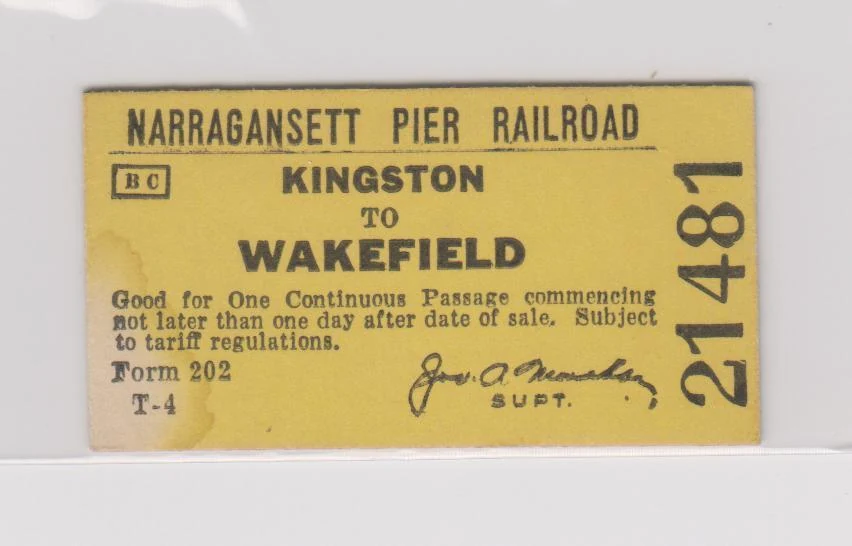 NARRAGANSETT PIER RAILROAD
BC
KINGSTON
TO
WAKEFIELD
Good for One Continuous Passage commencing
not later than one day after date of sale. Subject
to tariff regulations.
Form 202
T-4
Jos. A.
SUPT.
21481